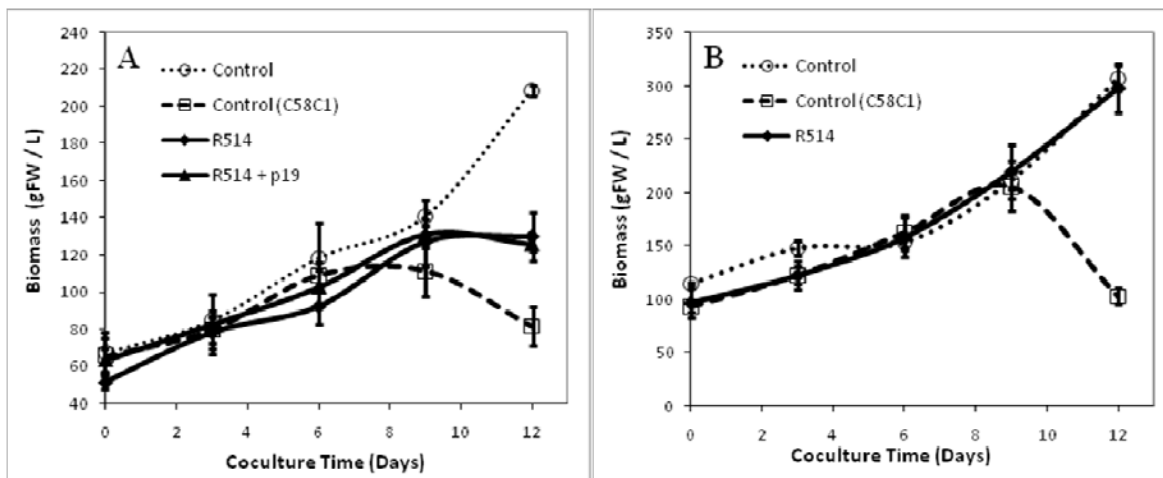 A
Control
Control (C58C1)
R514
R514 + p19
Biomass (gFW / L)
240
220
200
180
160
140
120
100
80
60
40
0 2 4 6 8 10 12
Coculture Time (Days)
B
Control
Control (C58C1)
R514
Biomass (gFW / L)
350
300
250
200
150
100
50
0
0 2 4 6 8 10 12
Coculture Time (Days)